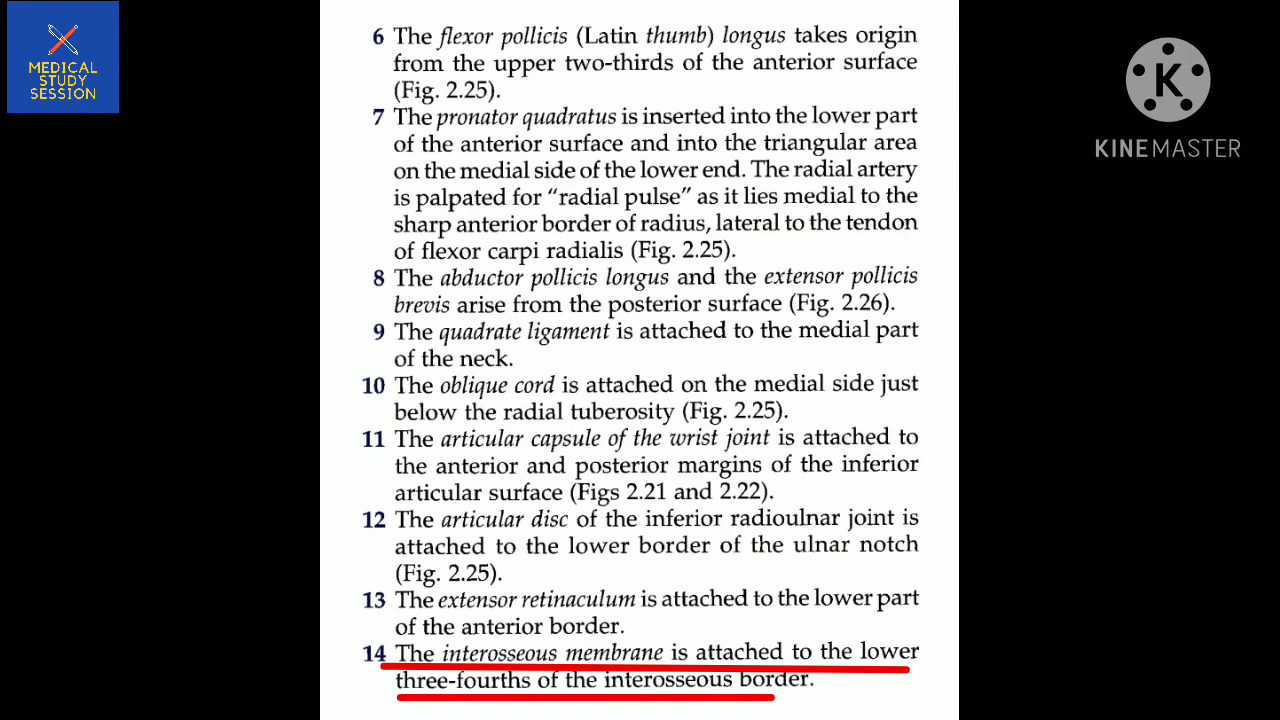 MEDICAL
STUDY
SESSION
K
KINEMASTER
6 The flexor pollicis (Latin thumb) longus takes origin
from the upper two-thirds of the anterior surface
(Fig. 2.25).
7 The pronator quadratus is inserted into the lower part
of the anterior surface and into the triangular area
on the medial side of the lower end. The radial artery
is palpated for “radial pulse” as it lies medial to the
sharp anterior border of radius, lateral to the tendon
of flexor carpi radialis (Fig. 2.25).
8 The abductor pollicis longus and the extensor pollicis
brevis arise from the posterior surface (Fig. 2.26).
9 The quadrate ligament is attached to the medial part
of the neck.
10 The oblique cord is attached on the medial side just
below the radial tuberosity (Fig. 2.25).
11 The articular capsule of the wrist joint is attached to
the anterior and posterior margins of the inferior
articular surface (Figs 2.21 and 2.22).
12 The articular disc of the inferior radioulnar joint is
attached to the lower border of the ulnar notch
(Fig. 2.25).
13 The extensor retinaculum is attached to the lower part
of the anterior border.
14 The interosseous membrane is attached to the lower
three-fourths of the interosseous border.